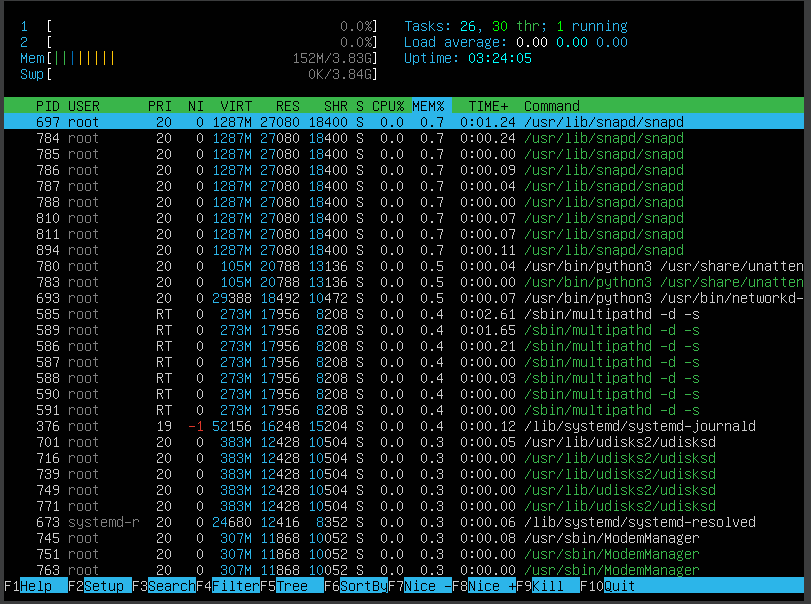 1 [ 0.0%] Tasks: 26, 30 thr; 1 running
2 [ 0.0%] Load average: 0.00 0.00 0.00
Mem[||||||||| 152M/3.83G] Uptime: 03:24:05
Swp[ 0K/3.84G]
PID USER PRI NI VIRT RES SHR S CPU% MEM% TIME+ Command
697 root 20 0 1287M 27080 18400 S 0.0 0.7 0:01.24 /usr/lib/snapd/snapd
784 root 20 0 1287M 27080 18400 S 0.0 0.7 0:00.24 /usr/lib/snapd/snapd
785 root 20 0 1287M 27080 18400 S 0.0 0.7 0:00.00 /usr/lib/snapd/snapd
786 root 20 0 1287M 27080 18400 S 0.0 0.7 0:00.09 /usr/lib/snapd/snapd
787 root 20 0 1287M 27080 18400 S 0.0 0.7 0:00.04 /usr/lib/snapd/snapd
788 root 20 0 1287M 27080 18400 S 0.0 0.7 0:00.00 /usr/lib/snapd/snapd
810 root 20 0 1287M 27080 18400 S 0.0 0.7 0:00.07 /usr/lib/snapd/snapd
811 root 20 0 1287M 27080 18400 S 0.0 0.7 0:00.07 /usr/lib/snapd/snapd
894 root 20 0 1287M 27080 18400 S 0.0 0.7 0:00.11 /usr/lib/snapd/snapd
780 root 20 0 105M 20788 13136 S 0.0 0.5 0:00.04 /usr/bin/python3 /usr/share/unatten
783 root 20 0 105M 20788 13136 S 0.0 0.5 0:00.00 /usr/bin/python3 /usr/share/unatten
693 root 20 0 29388 18492 10472 S 0.0 0.5 0:00.07 /usr/bin/python3 /usr/bin/networkd-
585 root RT 0 273M 17956 8208 S 0.0 0.4 0:02.61 /sbin/multipathd -d -s
589 root RT 0 273M 17956 8208 S 0.0 0.4 0:01.65 /sbin/multipathd -d -s
586 root RT 0 273M 17956 8208 S 0.0 0.4 0:00.21 /sbin/multipathd -d -s
587 root RT 0 273M 17956 8208 S 0.0 0.4 0:00.00 /sbin/multipathd -d -s
588 root RT 0 273M 17956 8208 S 0.0 0.4 0:00.03 /sbin/multipathd -d -s
590 root RT 0 273M 17956 8208 S 0.0 0.4 0:00.00 /sbin/multipathd -d -s
591 root RT 0 273M 17956 8208 S 0.0 0.4 0:00.00 /sbin/multipathd -d -s
376 root 19 -1 52156 16248 15204 S 0.0 0.4 0:00.12 /lib/systemd/systemd-journald
701 root 20 0 383M 12428 10504 S 0.0 0.3 0:00.05 /usr/lib/udisks2/udisksd
716 root 20 0 383M 12428 10504 S 0.0 0.3 0:00.00 /usr/lib/udisks2/udisksd
739 root 20 0 383M 12428 10504 S 0.0 0.3 0:00.00 /usr/lib/udisks2/udisksd
749 root 20 0 383M 12428 10504 S 0.0 0.3 0:00.00 /usr/lib/udisks2/udisksd
771 root 20 0 383M 12428 10504 S 0.0 0.3 0:00.00 /usr/lib/udisks2/udisksd
673 systemd-r 20 0 24680 12416 8352 S 0.0 0.3 0:00.06 /lib/systemd/systemd-resolved
745 root 20 0 307M 11868 10052 S 0.0 0.3 0:00.08 /usr/sbin/ModemManager
751 root 20 0 307M 11868 10052 S 0.0 0.3 0:00.00 /usr/sbin/ModemManager
763 root 20 0 307M 11868 10052 S 0.0 0.3 0:00.00 /usr/sbin/ModemManager
F1Help F2Setup F3SearchF4FilterF5Tree F6SortByF7Nice -F8Nice +F9Kill F10Quit